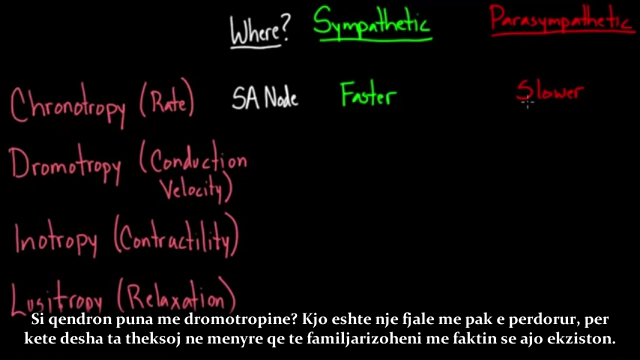 Where? Sympathetic Parasympathetic
Chronotropy (Rate) SA Node Faster Slower
Dromotropy (Conduction
Velocity)
Inotropy (Contractility)
Lusitropy (Relaxation)
Si qendron puna me dromotropine? Kjo eshte nje fjale me pak e perdorur, per
kete desha ta theksoj ne menyre qe te familjarizoheni me faktin se ajo ekziston.